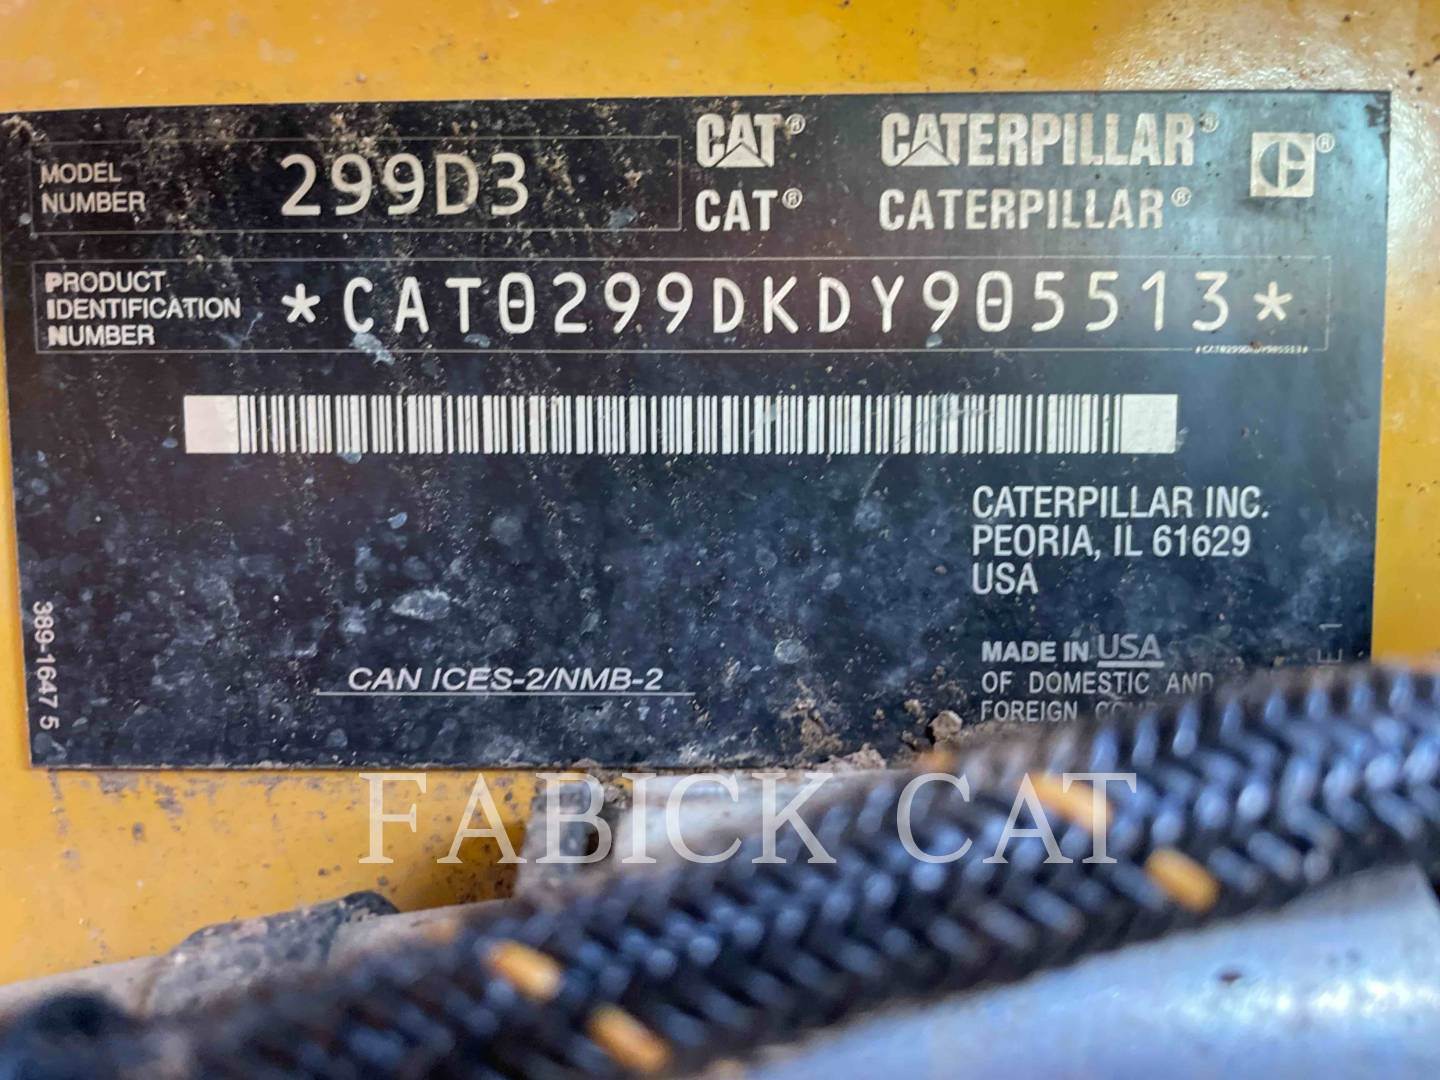 MODEL NUMBER 299D3
CAT® CATERPILLAR® ®
CAT® CATERPILLAR®
PRODUCT
IDENTIFICATION
NUMBER
*CAT0299DKDY905513*
CATERPILLAR INC.
PEORIA, IL 61629
USA
389-1647 5
CAN ICES-2/NMB-2
MADE IN USA
OF DOMESTIC AND
FOREIGN
FABICK CAT